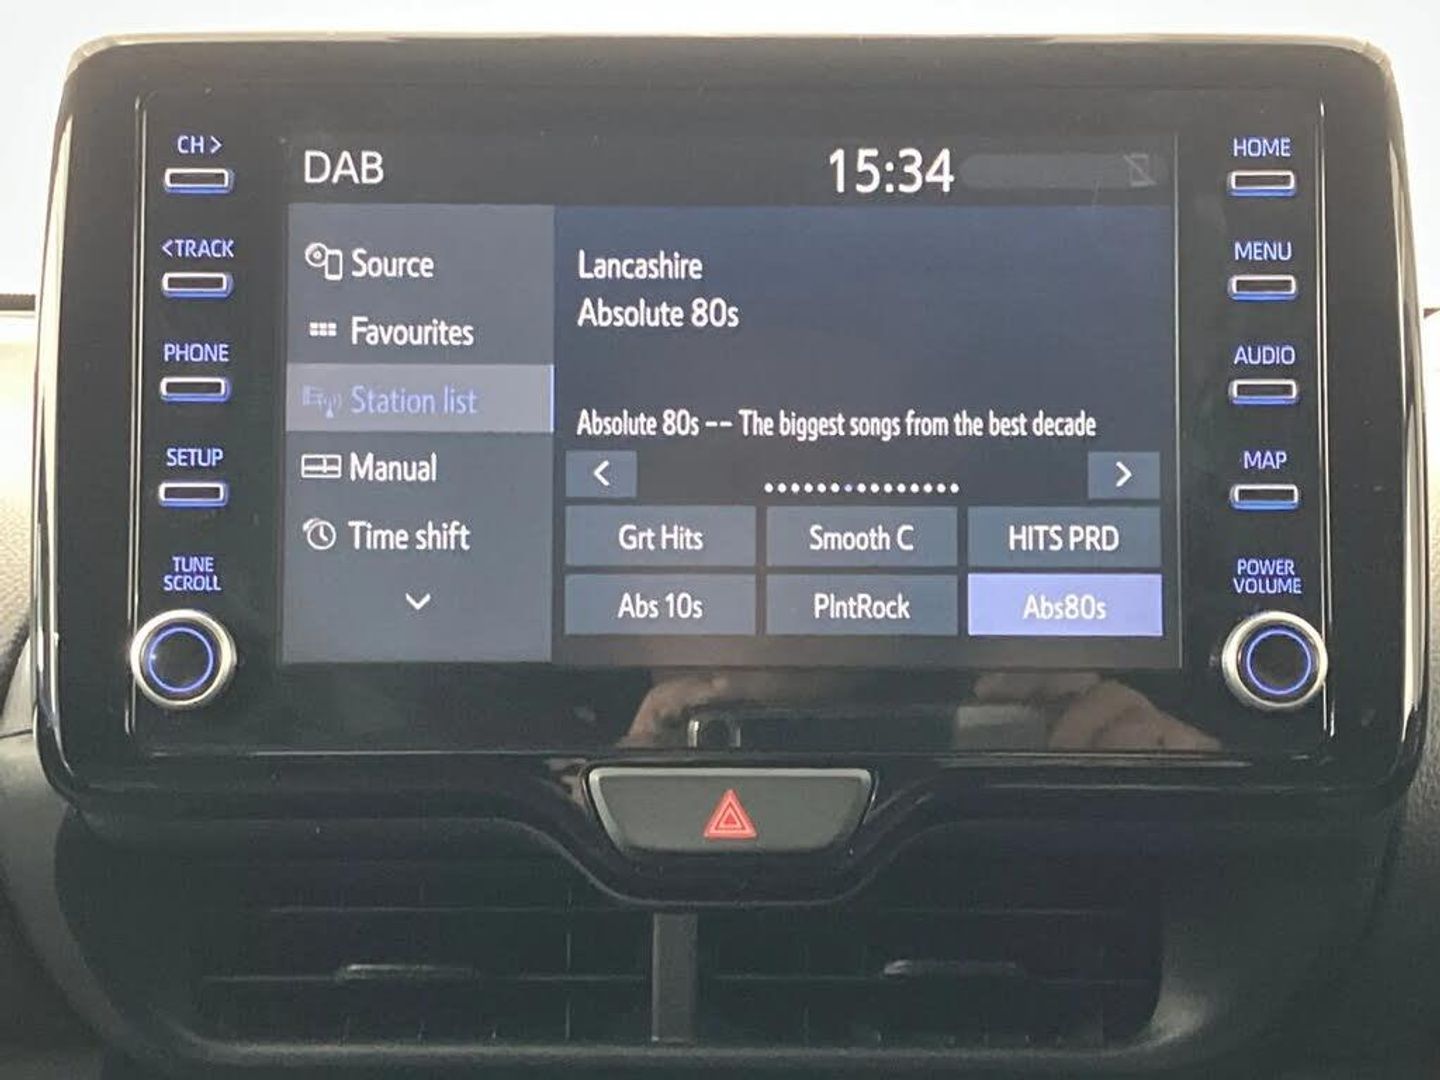 CH >
<TRACK
PHONE
SETUP
TUNE
SCROLL
DAB
15:34
Source
Favourites
Station list
Manual
Time shift
Lancashire
Absolute 80s
Absolute 80s -- The biggest songs from the best decade
<
>
Grt Hits
Smooth C
HITS PRD
Abs 10s
PlntRock
Abs80s
HOME
MENU
AUDIO
MAP
POWER
VOLUME